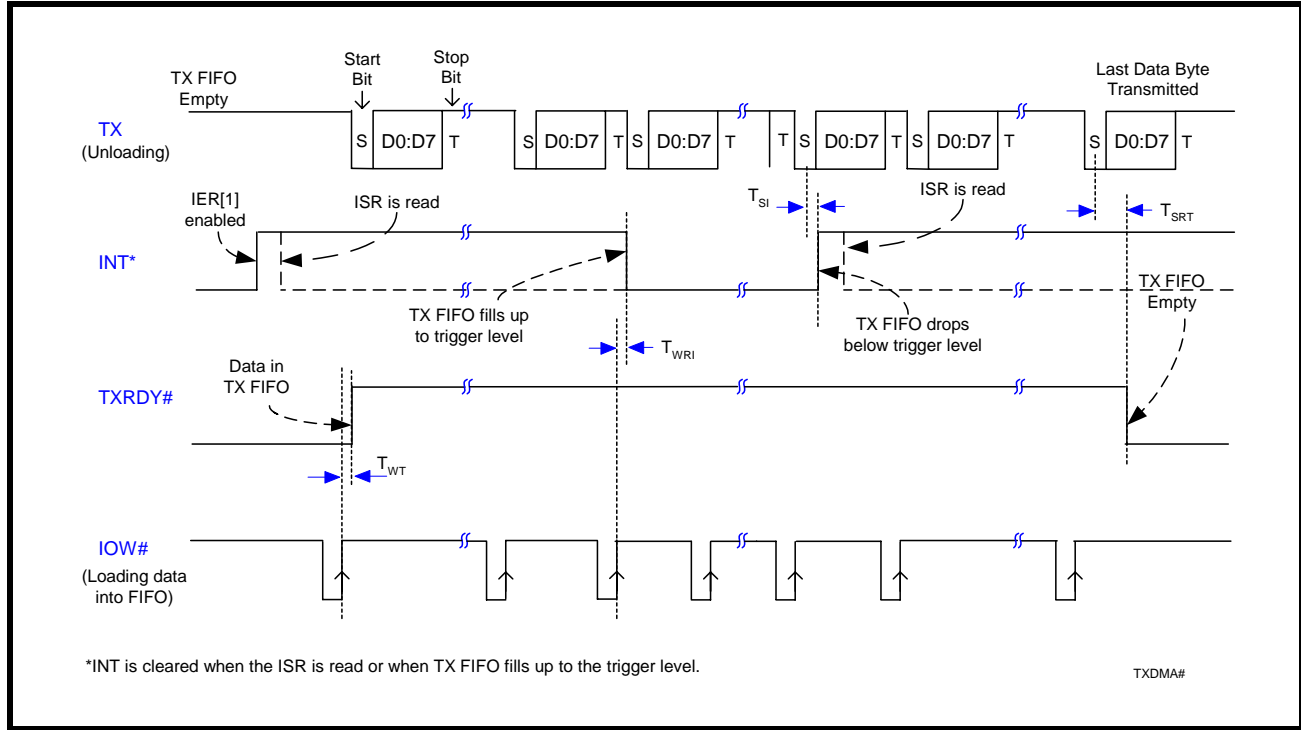 TX FIFO
Empty
Start
Bit
Stop
Bit
Last Data Byte
Transmitted
TX
(Unloading)
S D0:D7 T S D0:D7 T S D0:D7 T T S D0:D7 T S D0:D7 T S D0:D7 T
IER[1]
enabled
ISR is read
TSI
ISR is read
TSRT
INT*
TX FIFO fills up
to trigger level
TX FIFO drops
below trigger level
TX FIFO
Empty
TWRI
Data in
TX FIFO
TXRDY#
TWT
IOW#
(Loading data
into FIFO)
*INT is cleared when the ISR is read or when TX FIFO fills up to the trigger level.
TXDMA#